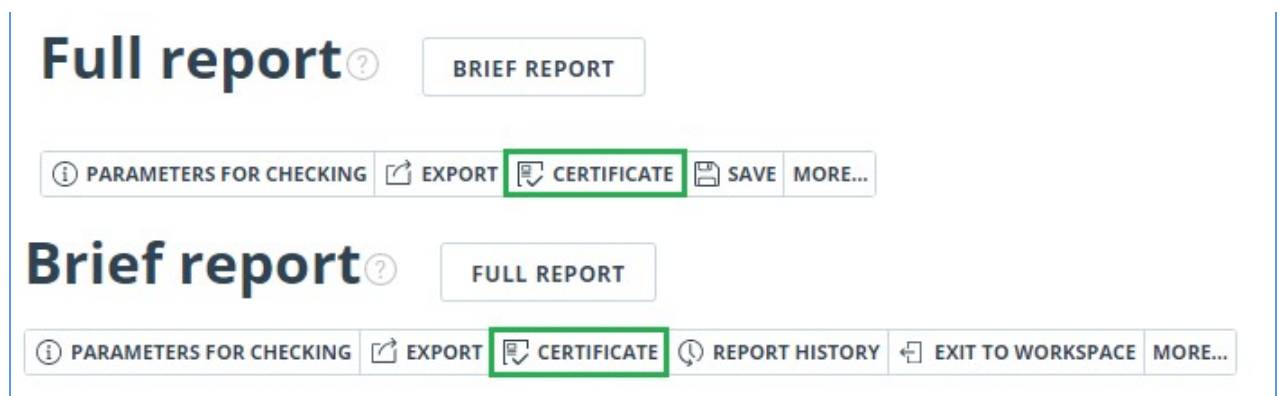 Full report ? BRIEF REPORT
PARAMETERS FOR CHECKING EXPORT CERTIFICATE SAVE MORE...
Brief report ? FULL REPORT
PARAMETERS FOR CHECKING EXPORT CERTIFICATE REPORT HISTORY EXIT TO WORKSPACE MORE...